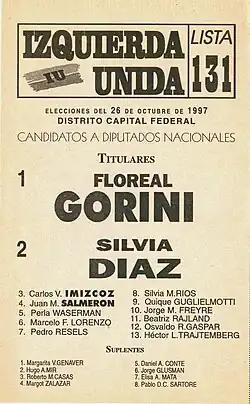 IZQUIERDA
IU UNIDA
LISTA
131
ELECCIONES DEL 26 DE OCTUBRE DE 1997
DISTRITO CAPITAL FEDERAL
CANDIDATOS A DIPUTADOS NACIONALES
TITULARES
1 FLOREAL
GORINI
2 SILVIA
DIAZ
3. Carlos V. IMIZCOZ
4. Juan M. SALMERON
5. Perla WASERMAN
6. Marcelo F. LORENZO
7. Pedro RESELS
8. Silvia M.RIOS
9. Quique GUGLIELMOTTI
10. Jorge M. FREYRE
11. Beatriz RAJLAND
12. Osvaldo R.GASPAR
13. Héctor L.TRAJTEMBERG
SUPLENTES
1. Margarita V.GENAVER
2. Hugo A.MIR
3. Roberto M.CASAS
4. Margot ZALAZAR
5. Daniel A. CONTE
6. Jorge GLUSMAN
7. Elisa A. MATA
8. Pablo D.C. SARTORE